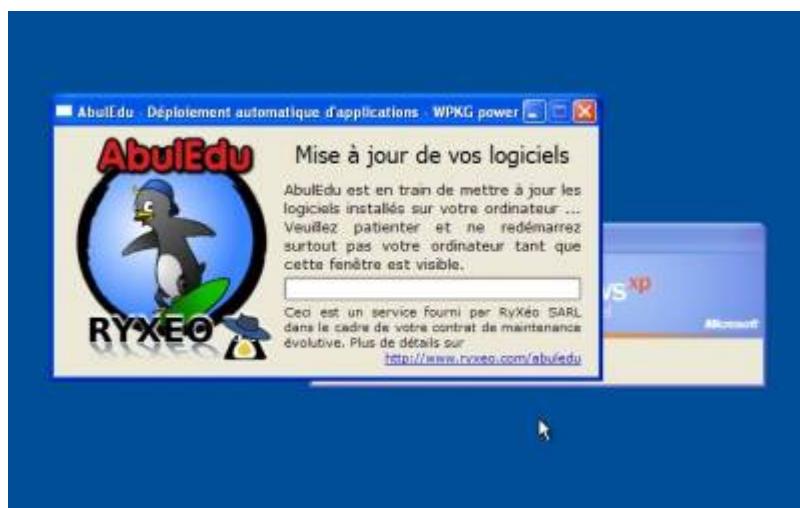 AbulEdu - Déploiement automatique d'applications - WPKG power
AbulEdu
RYXEO
Mise à jour de vos logiciels
AbulEdu est en train de mettre à jour les
logiciels installés sur votre ordinateur ...
Veuillez patienter et ne redémarrez
surtout pas votre ordinateur tant que
cette fenêtre est visible.
Ceci est un service fourni par RyXéo SARL
dans le cadre de votre contrat de maintenance
évolutive. Plus de détails sur
http://www.ryxeo.com/abuledu
xp
Microsoft